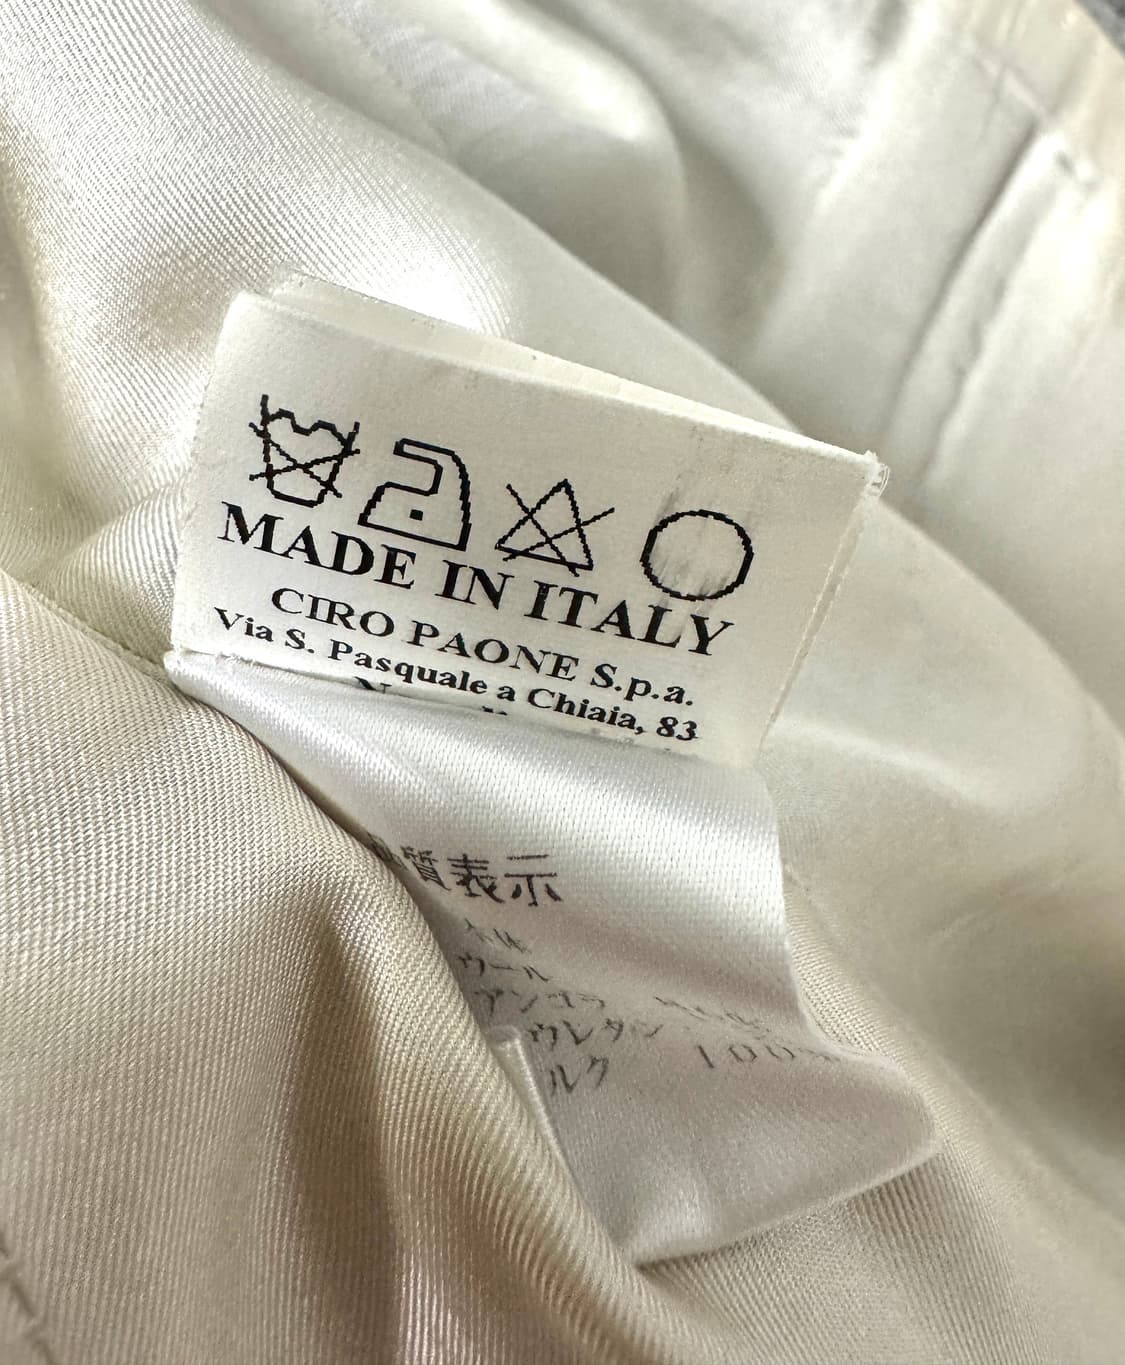 MADE IN ITALY
CIRO PAONE S.p.a.
Via S. Pasquale a Chiaia, 83
質表示
ウール
アンゴラ
ウレタン
ルク 100%